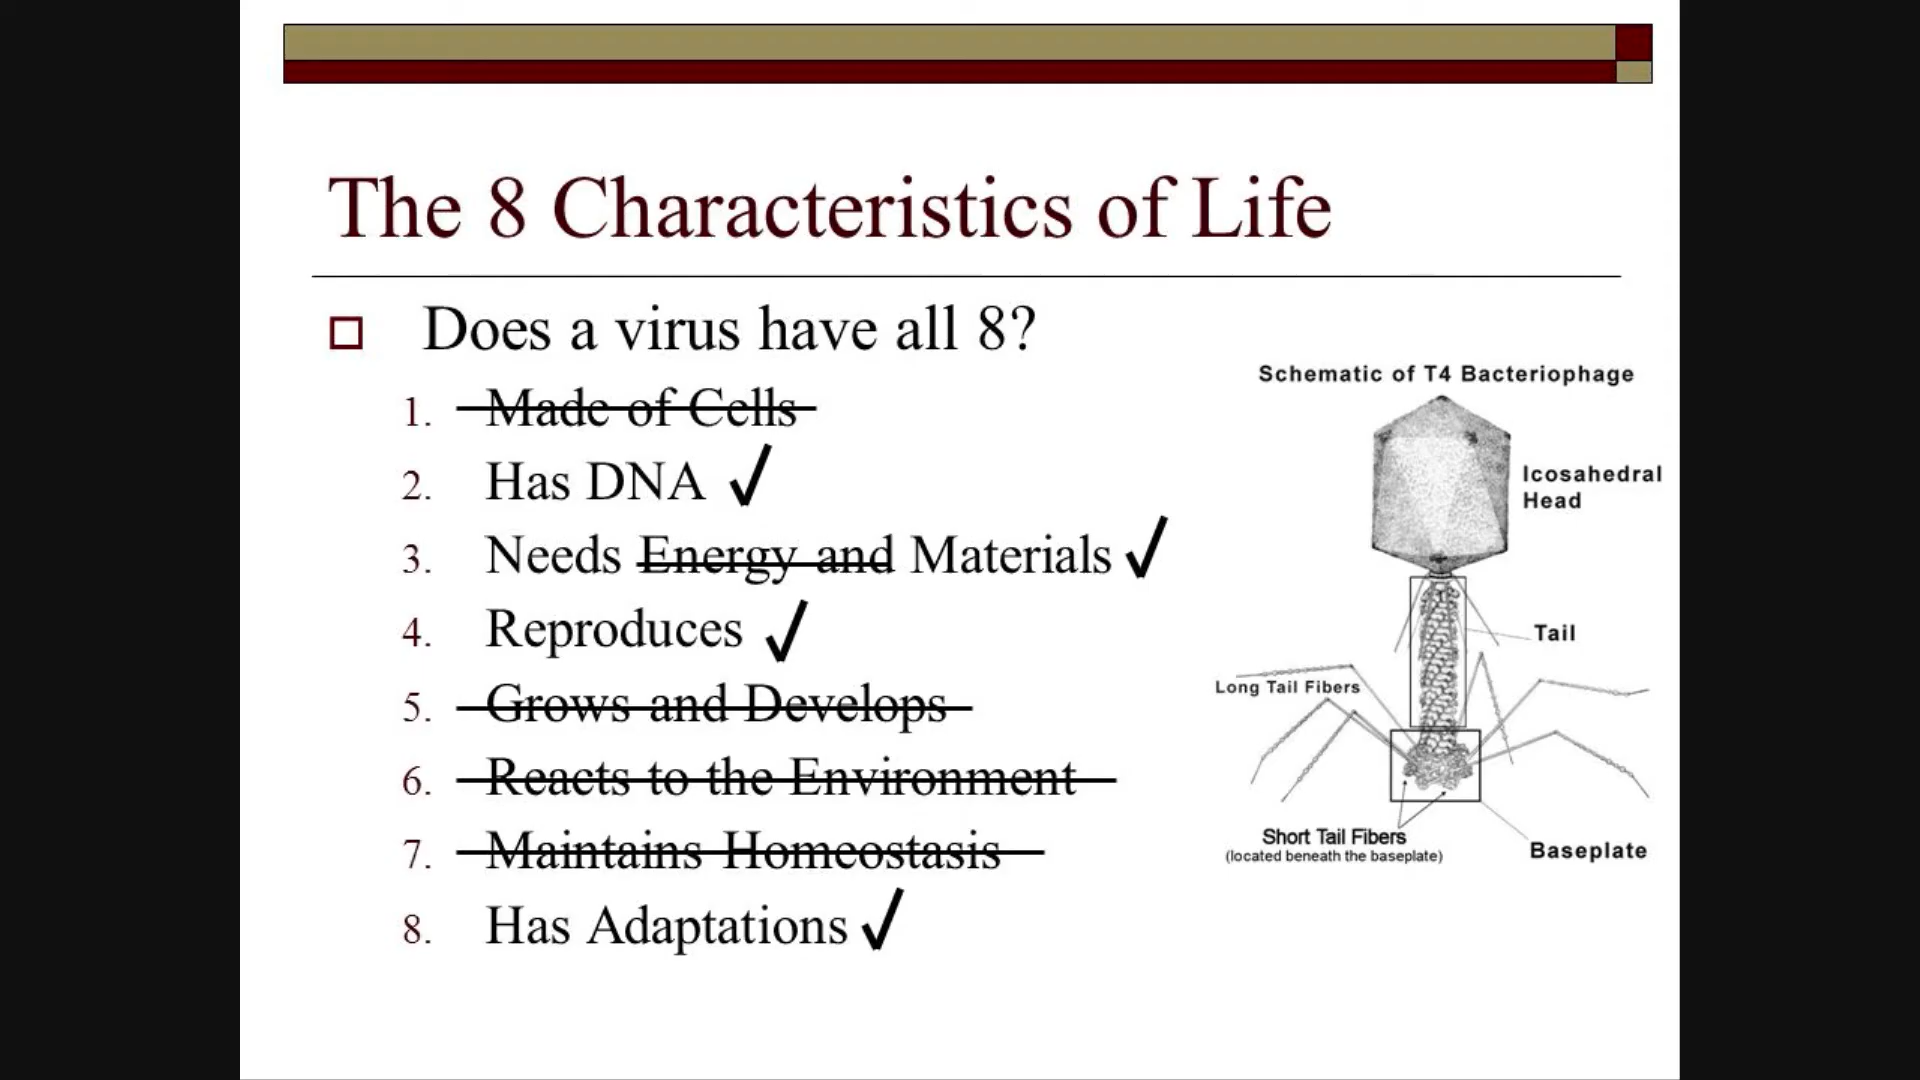 The 8 Characteristics of Life
Does a virus have all 8?
1. Made of Cells
2. Has DNA ✓
3. Needs Energy and Materials ✓
4. Reproduces ✓
5. Grows and Develops
6. Reacts to the Environment
7. Maintains Homeostasis
8. Has Adaptations ✓
Schematic of T4 Bacteriophage
Icosahedral
Head
Tail
Long Tail Fibers
Short Tail Fibers
(located beneath the baseplate)
Baseplate